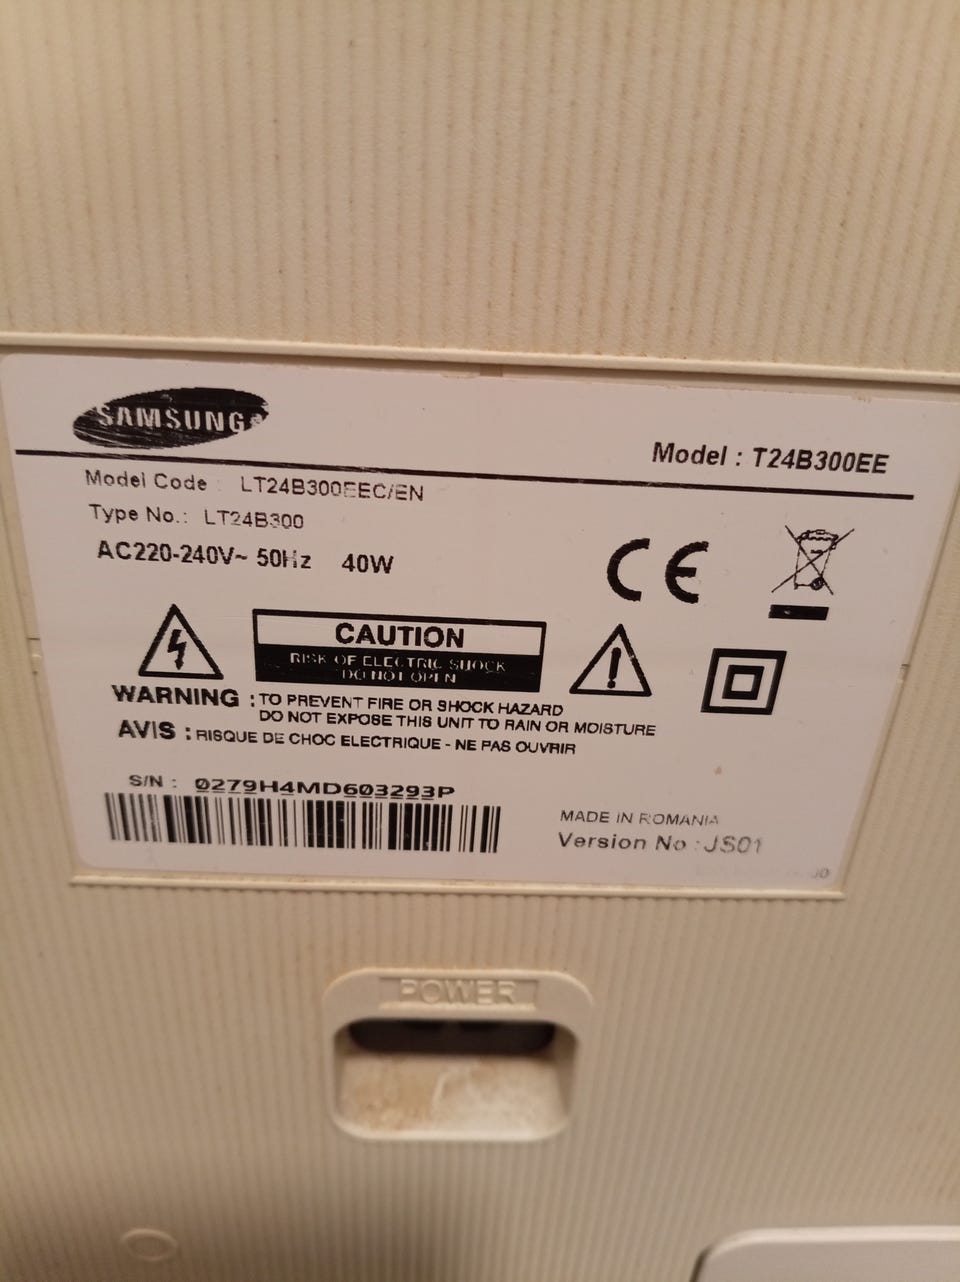 SAMSUNG
Model : T24B300EE
Model Code : LT24B300EEC/EN
Type No.: LT24B300
AC220-240V~ 50Hz 40W
CE
CAUTION
RISK OF ELECTRIC SHOCK
DO NOT OPEN
WARNING : TO PREVENT FIRE OR SHOCK HAZARD
DO NOT EXPOSE THIS UNIT TO RAIN OR MOISTURE
AVIS : RISQUE DE CHOC ELECTRIQUE - NE PAS OUVRIR
S/N : 0279H4MD603293P
MADE IN ROMANIA
Version No : JS01
POWER